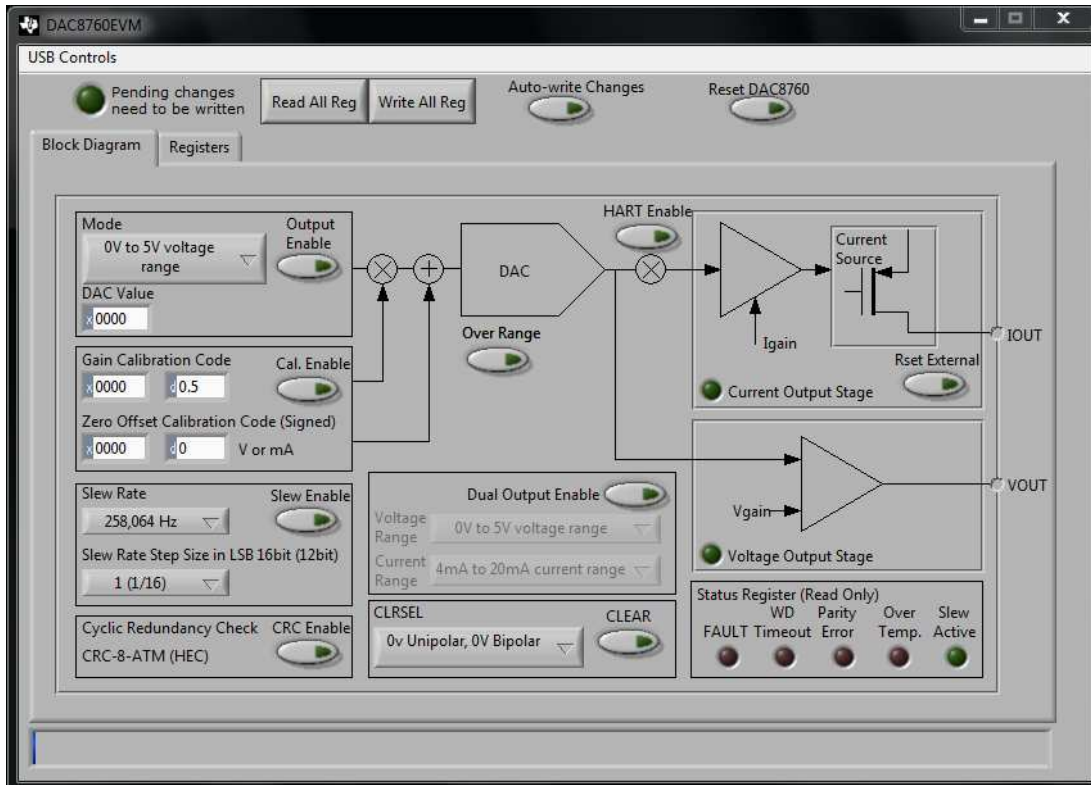 DAC8760EVM
USB Controls
Pending changes
need to be written
Read All Reg
Write All Reg
Auto-write Changes
Reset DAC8760
Block Diagram
Registers
Mode
0V to 5V voltage
range
Output
Enable
DAC Value
x 0000
DAC
HART Enable
Current
Source
Igain
IOUT
Over Range
Rset External
Current Output Stage
Gain Calibration Code
x 0000
d 0.5
Cal. Enable
Zero Offset Calibration Code (Signed)
x 0000
d 0
V or mA
Slew Rate
Slew Enable
258,064 Hz
Slew Rate Step Size in LSB 16bit (12bit)
1 (1/16)
Dual Output Enable
Voltage
Range
0V to 5V voltage range
Current
Range
4mA to 20mA current range
Vgain
VOUT
Voltage Output Stage
Cyclic Redundancy Check
CRC Enable
CRC-8-ATM (HEC)
CLRSEL
0v Unipolar, 0V Bipolar
CLEAR
Status Register (Read Only)
FAULT
WD
Timeout
Parity
Error
Over
Temp.
Slew
Active